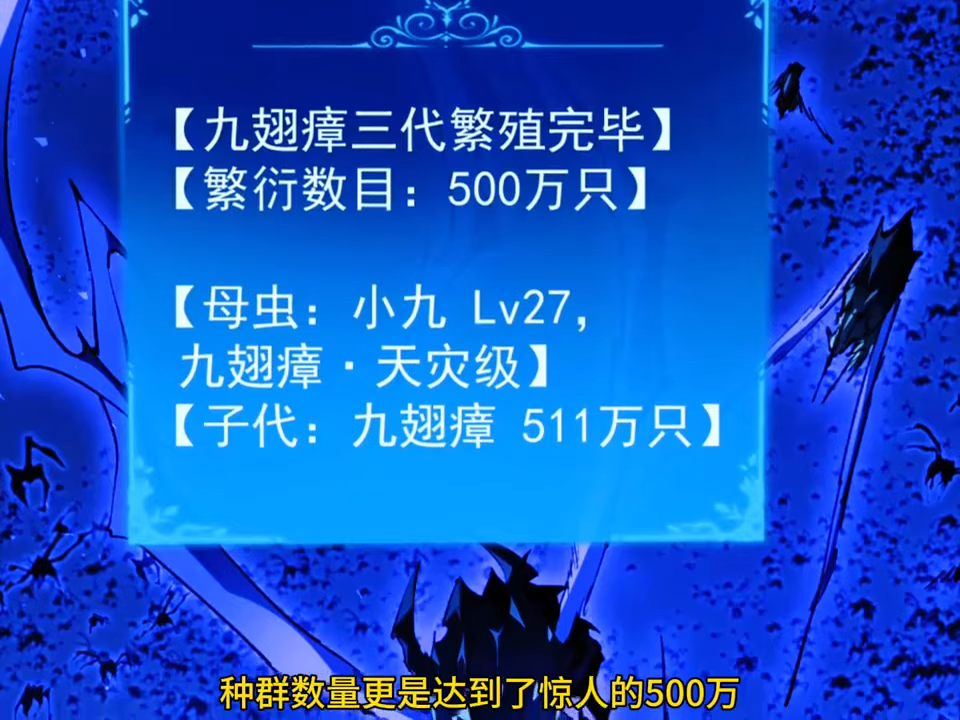 【九翅瘴三代繁殖完毕】
【繁衍数目：500万只】
【母虫：小九 Lv27，
九翅瘴·天灾级】
【子代：九翅瘴 511万只】
种群数量更是达到了惊人的500万